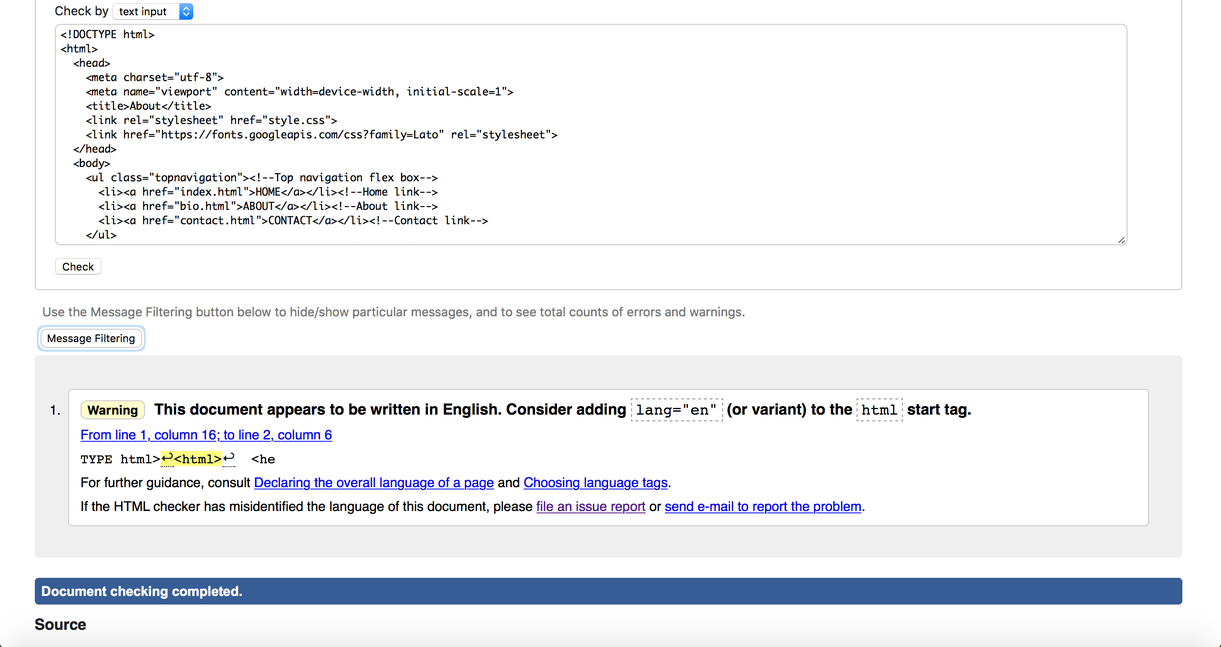 Check by text input
<!DOCTYPE html>
<html>
  <head>
    <meta charset="utf-8">
    <meta name="viewport" content="width=device-width, initial-scale=1">
    <title>About</title>
    <link rel="stylesheet" href="style.css">
    <link href="https://fonts.googleapis.com/css?family=Lato" rel="stylesheet">
  </head>
  <body>
    <ul class="topnavigation"><!--Top navigation flex box-->
      <li><a href="index.html">HOME</a></li><!--Home link-->
      <li><a href="bio.html">ABOUT</a></li><!--About link-->
      <li><a href="contact.html">CONTACT</a></li><!--Contact link-->
    </ul>
Check
Use the Message Filtering button below to hide/show particular messages, and to see total counts of errors and warnings.
Message Filtering
1. Warning This document appears to be written in English. Consider adding lang="en" (or variant) to the html start tag.
From line 1, column 16; to line 2, column 6
TYPE html>↩<html>↩  <he
For further guidance, consult Declaring the overall language of a page and Choosing language tags.
If the HTML checker has misidentified the language of this document, please file an issue report or send e-mail to report the problem.
Document checking completed.
Source